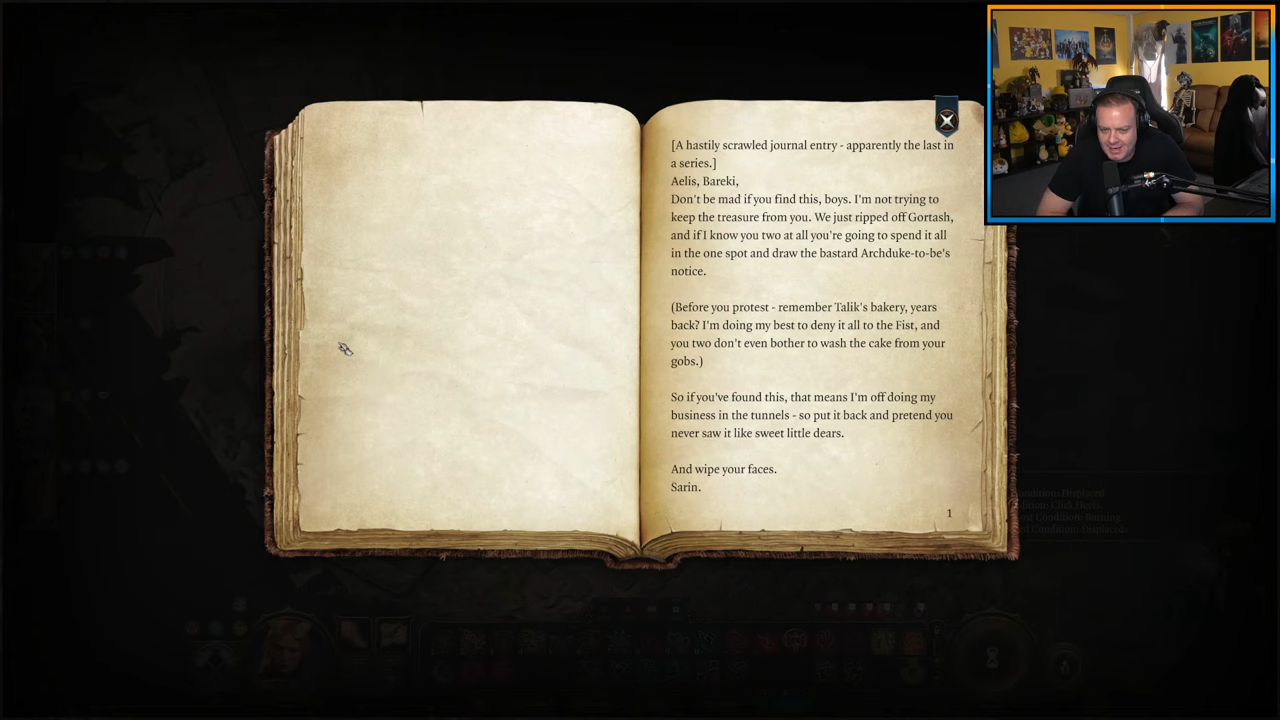 [A hastily scrawled journal entry - apparently the last in
a series.]
Aelis, Bareki,
Don't be mad if you find this, boys. I'm not trying to
keep the treasure from you. We just ripped off Gortash,
and if I know you two at all you're going to spend it all
in the one spot and draw the bastard Archduke-to-be's
notice.
(Before you protest - remember Talik's bakery, years
back? I'm doing my best to deny it all to the Fist, and
you two don't even bother to wash the cake from your
gobs.)
So if you've found this, that means I'm off doing my
business in the tunnels - so put it back and pretend you
never saw it like sweet little dears.
And wipe your faces.
Sarin.
1
Condition: Displaced
Condition: Burning
Condition: Displaced